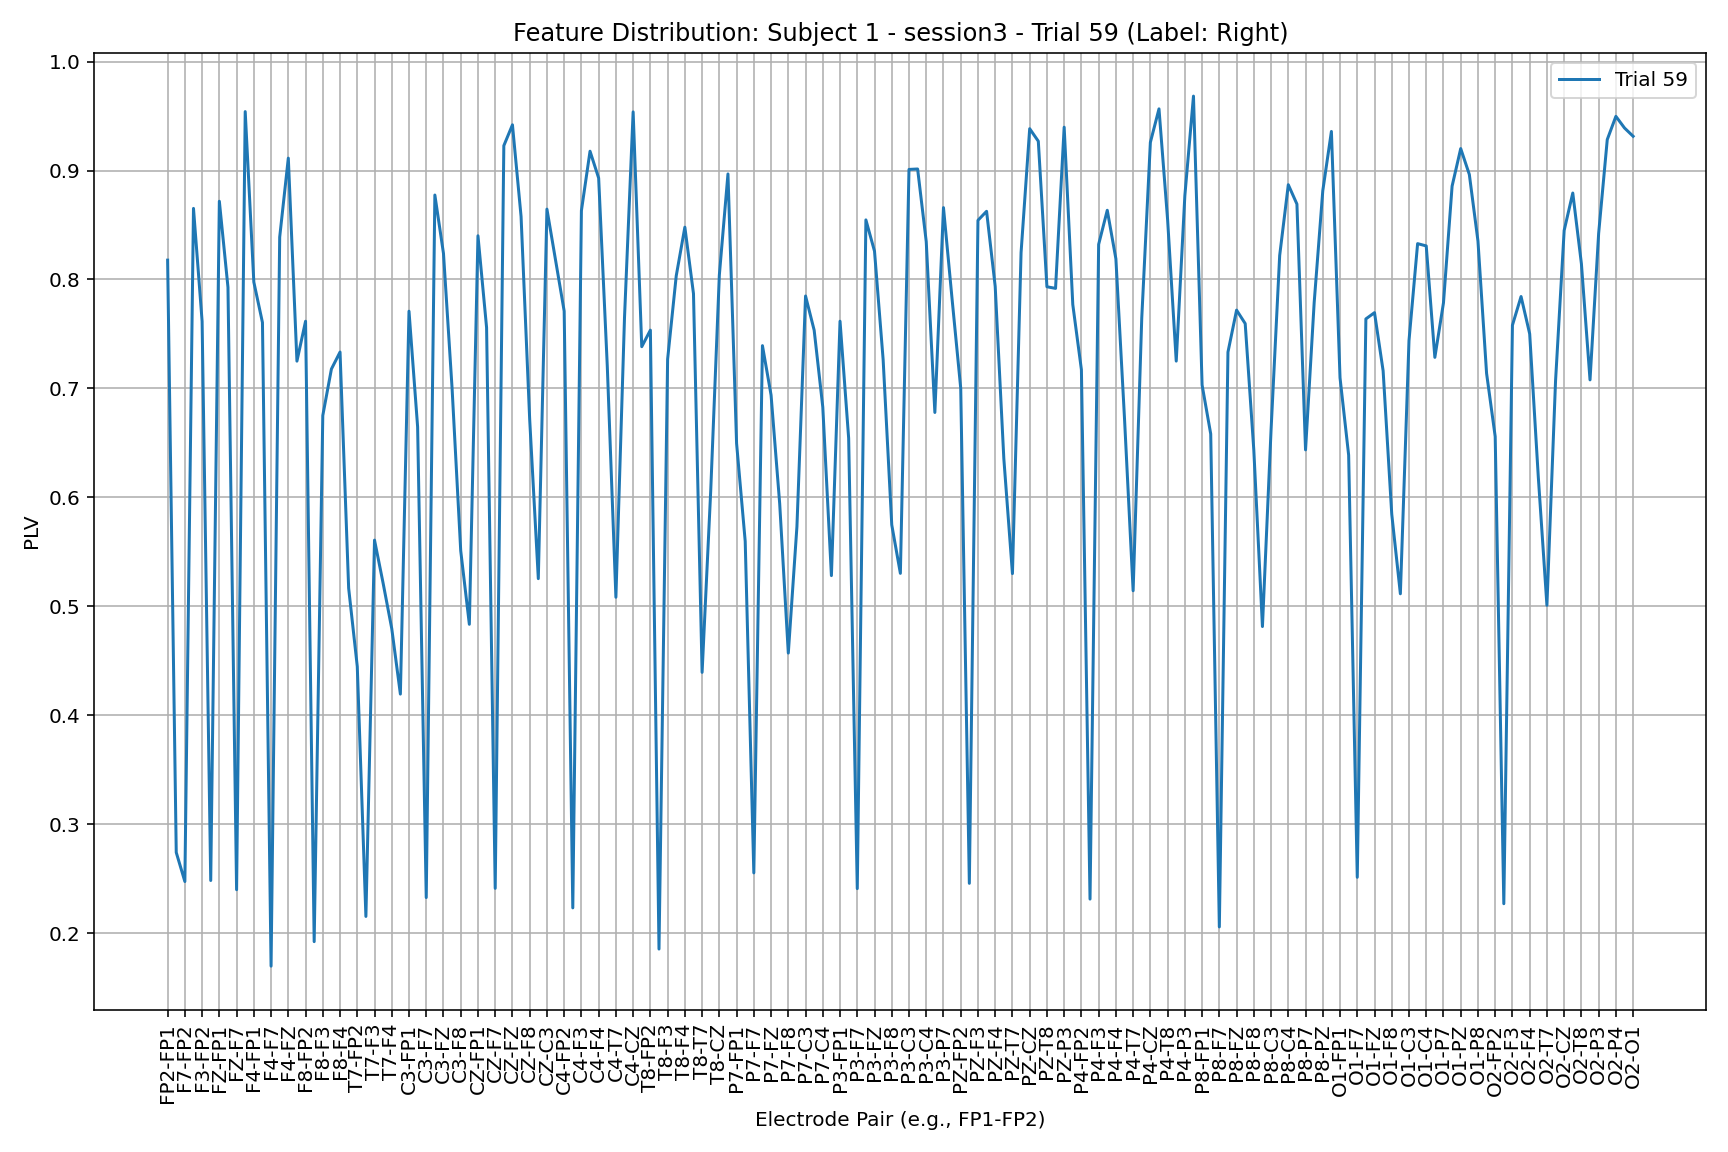 Feature Distribution: Subject 1 - session3 - Trial 59 (Label: Right)
Trial 59
1.0
0.9
0.8
0.7
0.6
0.5
0.4
0.3
0.2
PLV
FP2-FP1
F7-FP2
F3-FP2
FZ-FP1
FZ-F7
F4-FP1
F4-F7
F4-FZ
F8-FP2
F8-F3
F8-F4
T7-FP2
T7-F3
T7-F4
C3-FP1
C3-F7
C3-FZ
C3-F8
CZ-FP1
CZ-F7
CZ-FZ
CZ-F8
CZ-C3
C4-FP2
C4-F3
C4-F4
C4-T7
C4-CZ
T8-FP2
T8-F3
T8-F4
T8-T7
T8-CZ
P7-FP1
P7-F7
P7-FZ
P7-F8
P7-C3
P7-C4
P3-FP1
P3-F7
P3-FZ
P3-F8
P3-C3
P3-C4
P3-P7
PZ-FP2
PZ-F3
PZ-F4
PZ-T7
PZ-CZ
PZ-T8
PZ-P3
P4-FP2
P4-F3
P4-F4
P4-T7
P4-CZ
P4-T8
P4-P3
P8-FP1
P8-F7
P8-FZ
P8-F8
P8-C3
P8-C4
P8-P7
P8-PZ
O1-FP1
O1-F7
O1-FZ
O1-F8
O1-C3
O1-C4
O1-P7
O1-PZ
O1-P8
O2-FP2
O2-F3
O2-F4
O2-T7
O2-CZ
O2-T8
O2-P3
O2-P4
O2-O1
Electrode Pair (e.g., FP1-FP2)